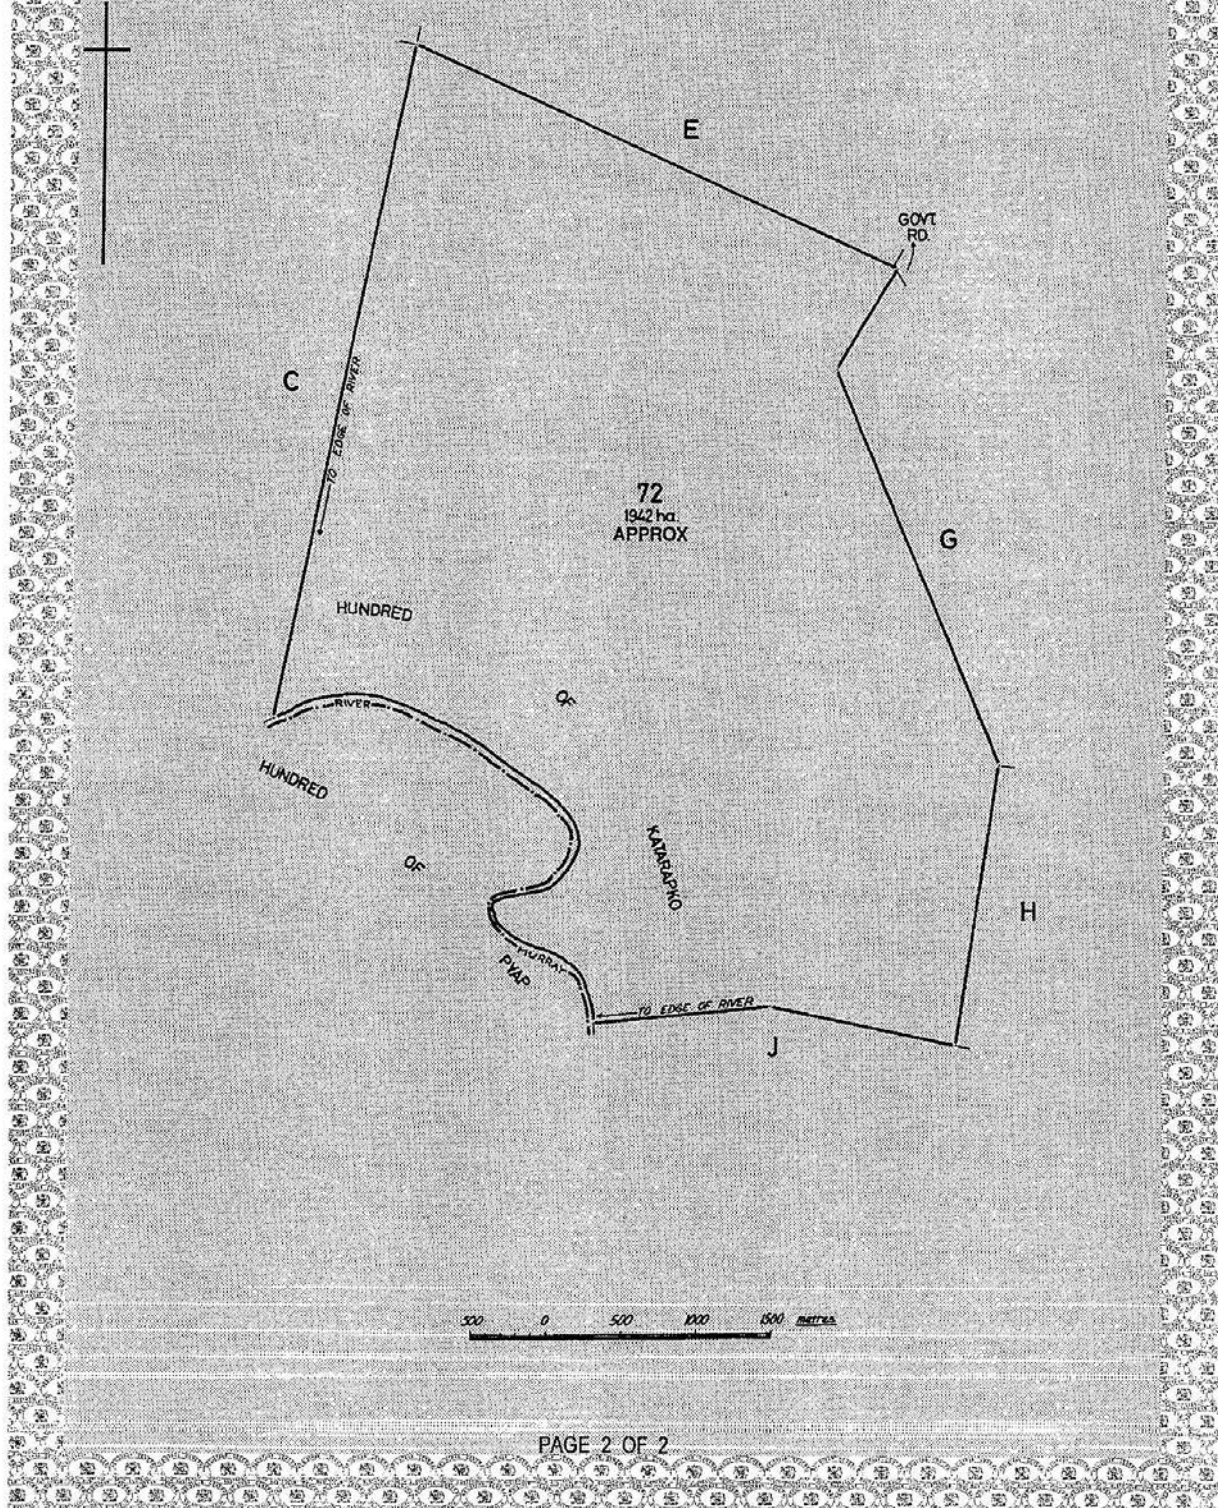 E
GOVT.
RD.
C
TO EDGE OF RIVER
72
1942 ha.
APPROX
G
HUNDRED
OF
RIVER
HUNDRED
OF
KATARAPKO
H
MURRAY
PYAP
TO EDGE OF RIVER
J
500 0 500 1000 1500 metres
PAGE 2 OF 2